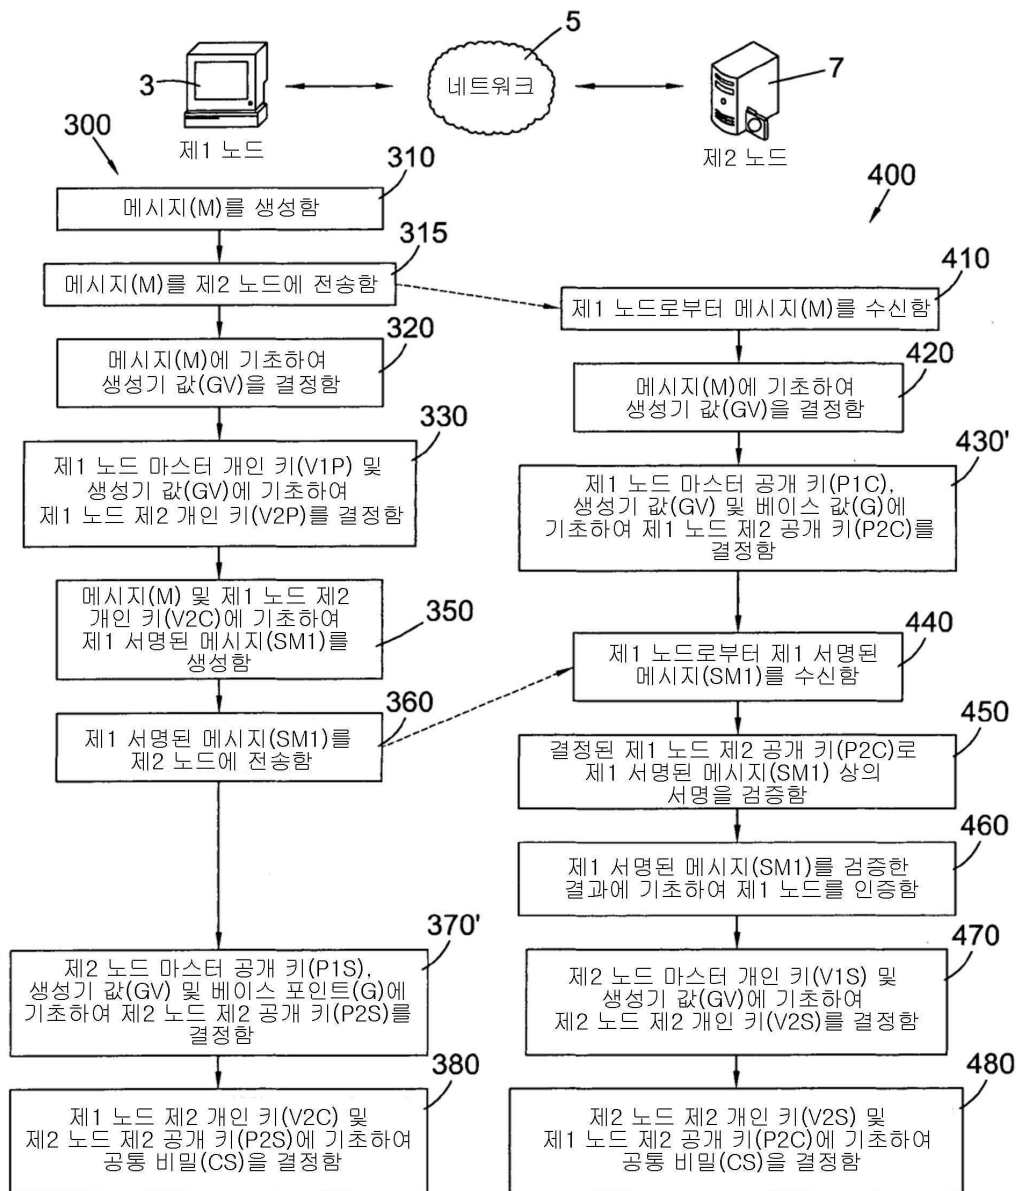 5
3
네트워크
7
300
제1 노드
제2 노드
310
메시지(M)를 생성함
400
315
메시지(M)를 제2 노드에 전송함
410
제1 노드로부터 메시지(M)를 수신함
320
메시지(M)에 기초하여
생성기 값(GV)을 결정함
420
메시지(M)에 기초하여
생성기 값(GV)을 결정함
330
제1 노드 마스터 개인 키(V1P) 및
생성기 값(GV)에 기초하여
제1 노드 제2 개인 키(V2P)를 결정함
430'
제1 노드 마스터 공개 키(P1C),
생성기 값(GV) 및 베이스 값(G)에
기초하여 제1 노드 제2 공개 키(P2C)를
결정함
메시지(M) 및 제1 노드 제2
개인 키(V2C)에 기초하여
제1 서명된 메시지(SM1)를
생성함
350
440
제1 노드로부터 제1 서명된
메시지(SM1)를 수신함
360
제1 서명된 메시지(SM1)를
제2 노드에 전송함
450
결정된 제1 노드 제2 공개 키(P2C)로
제1 서명된 메시지(SM1) 상의
서명을 검증함
460
제1 서명된 메시지(SM1)를 검증한
결과에 기초하여 제1 노드를 인증함
370'
제2 노드 마스터 공개 키(P1S),
생성기 값(GV) 및 베이스 포인트(G)에
기초하여 제2 노드 제2 공개 키(P2S)를
결정함
470
제2 노드 마스터 개인 키(V1S) 및
생성기 값(GV)에 기초하여
제2 노드 제2 개인 키(V2S)를 결정함
380
제1 노드 제2 개인 키(V2C) 및
제2 노드 제2 공개 키(P2S)에 기초하여
공통 비밀(CS)을 결정함
480
제2 노드 제2 개인 키(V2S) 및
제1 노드 제2 공개 키(P2C)에 기초하여
공통 비밀(CS)을 결정함